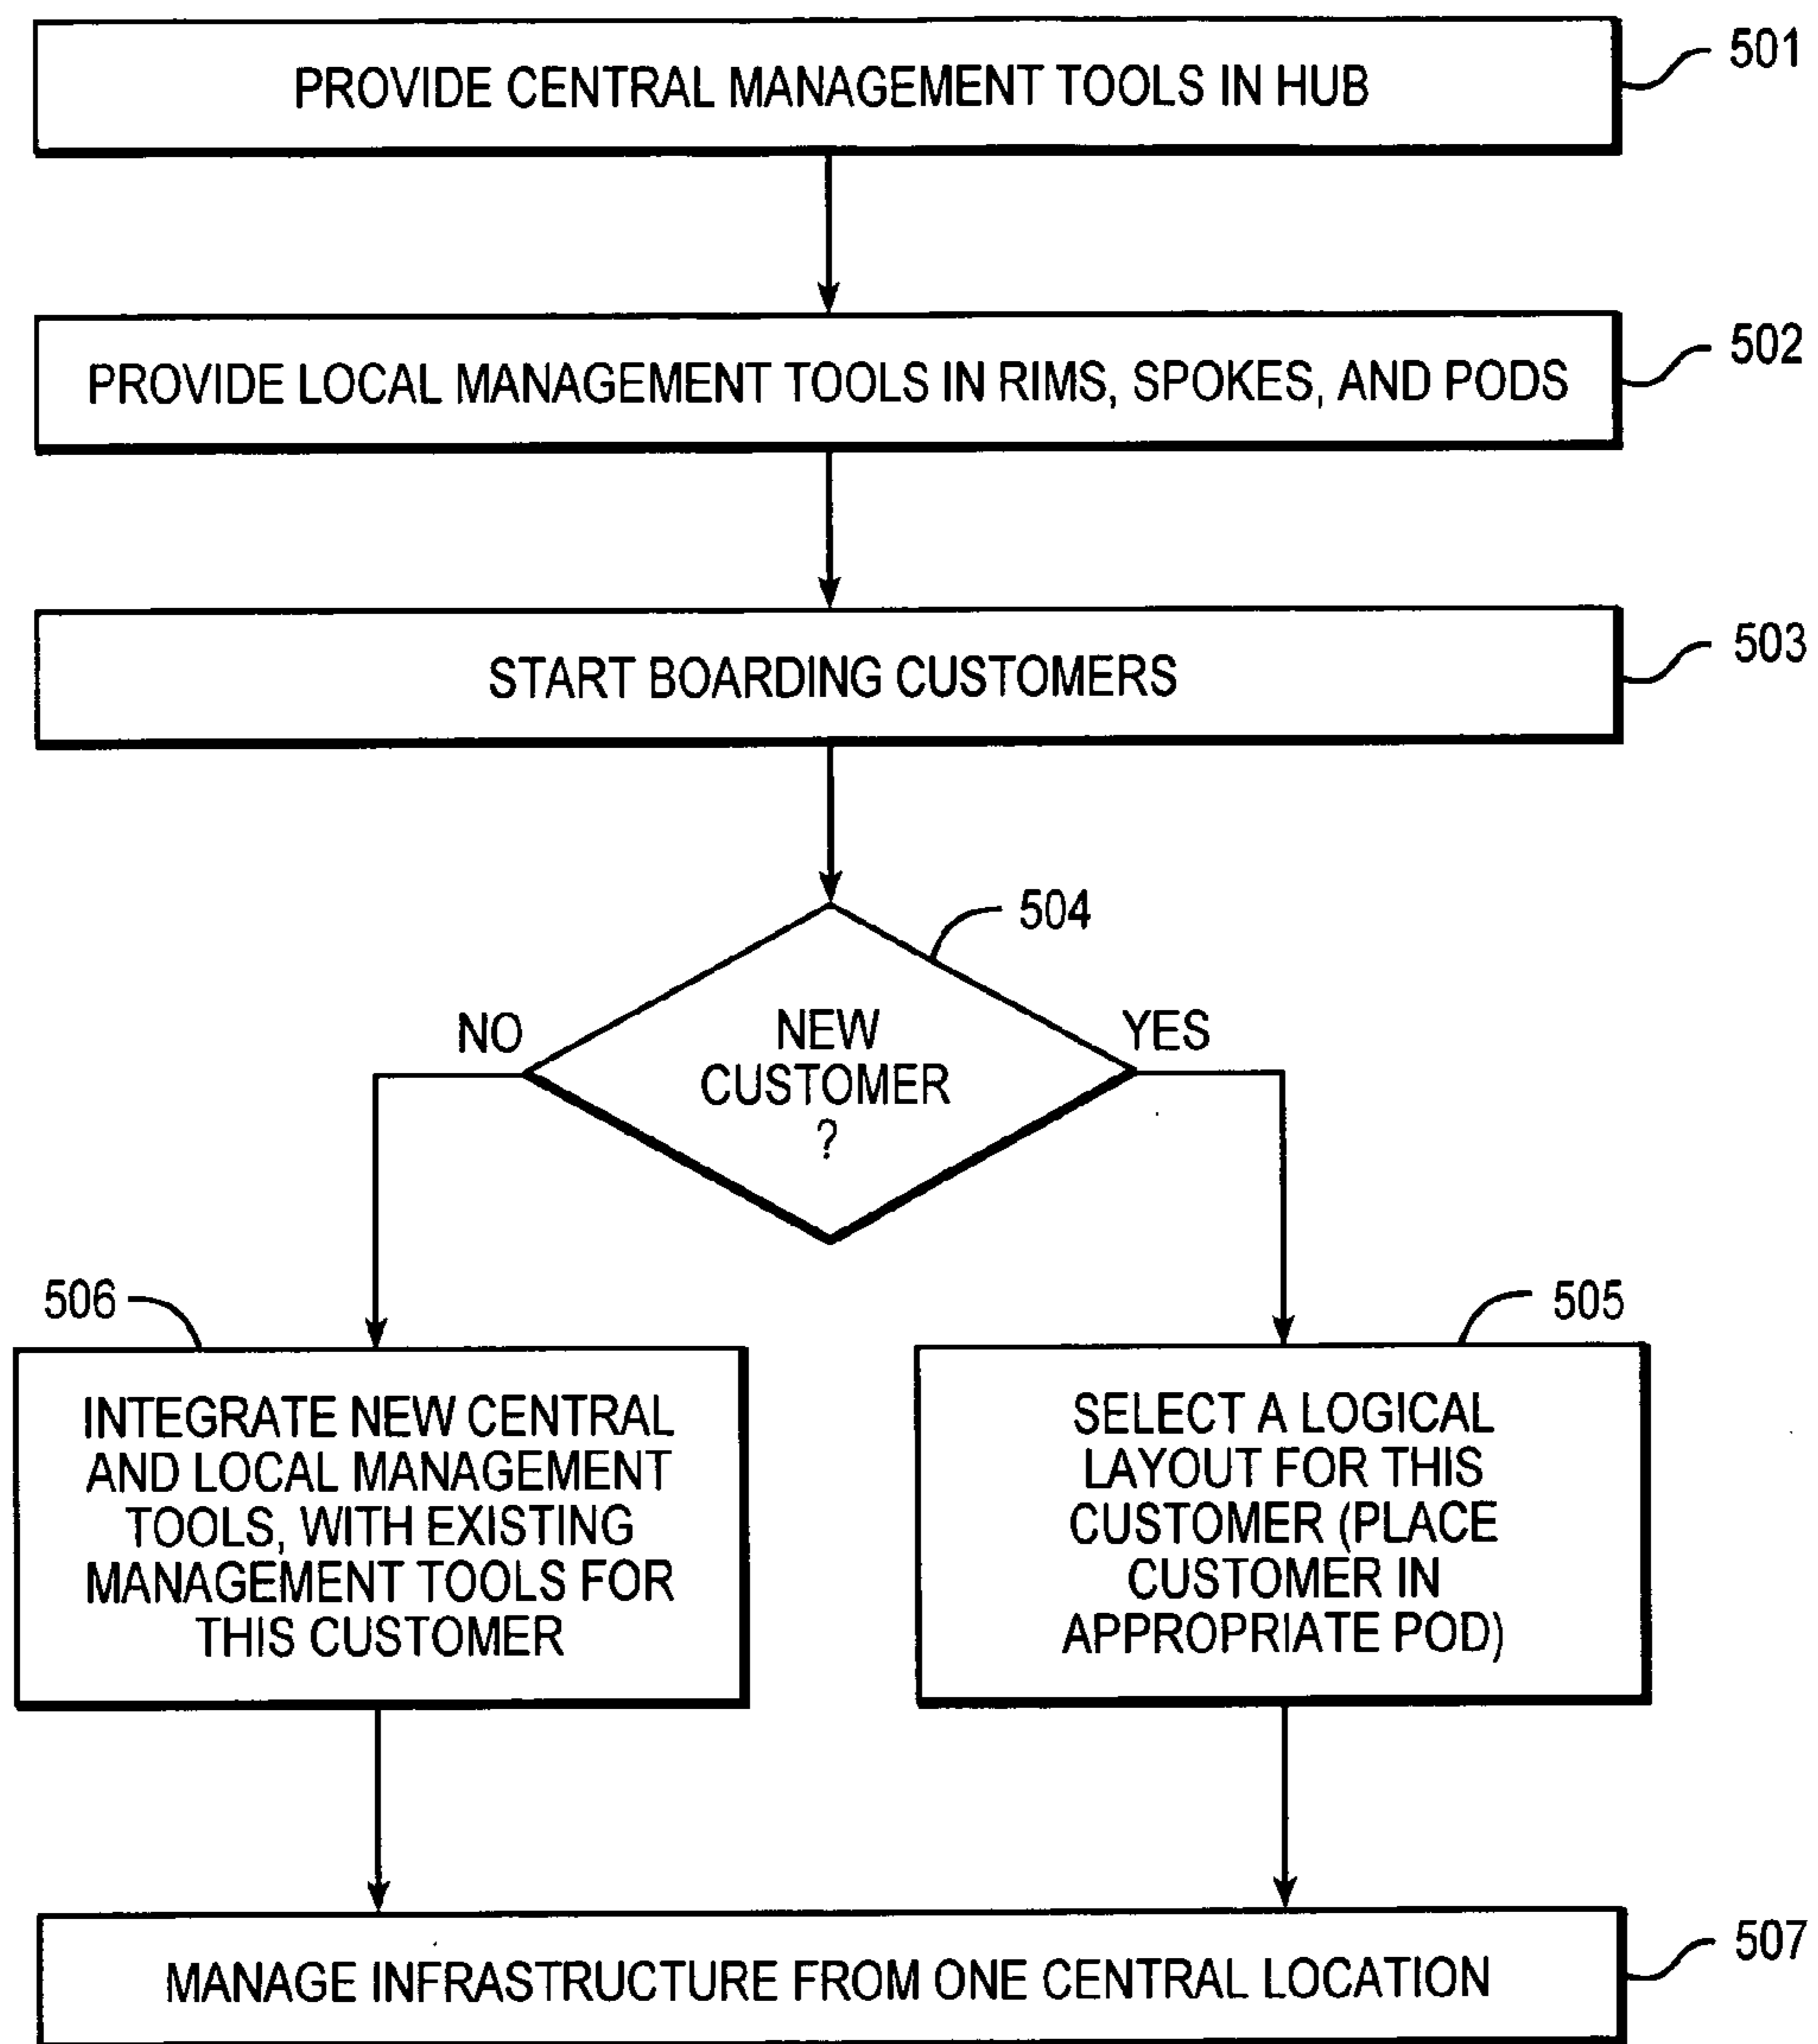 PROVIDE CENTRAL MANAGEMENT TOOLS IN HUB
501
PROVIDE LOCAL MANAGEMENT TOOLS IN RIMS, SPOKES, AND PODS
502
START BOARDING CUSTOMERS
503
504
NO
NEW
CUSTOMER
?
YES
506
INTEGRATE NEW CENTRAL
AND LOCAL MANAGEMENT
TOOLS, WITH EXISTING
MANAGEMENT TOOLS FOR
THIS CUSTOMER
505
SELECT A LOGICAL
LAYOUT FOR THIS
CUSTOMER (PLACE
CUSTOMER IN
APPROPRIATE POD)
MANAGE INFRASTRUCTURE FROM ONE CENTRAL LOCATION
507